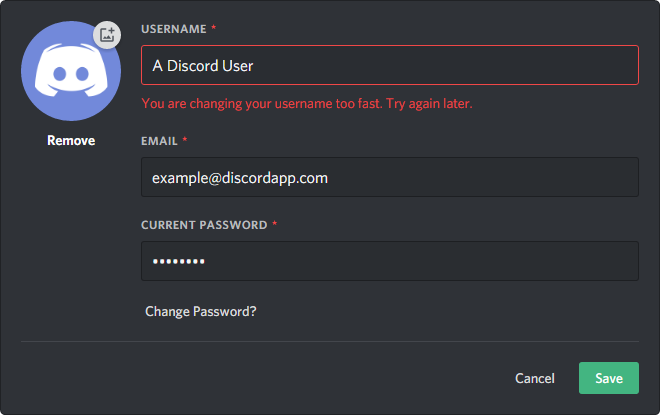 USERNAME *
A Discord User
You are changing your username too fast. Try again later.
Remove
EMAIL *
example@discordapp.com
CURRENT PASSWORD *
••••••••
Change Password?
Cancel
Save